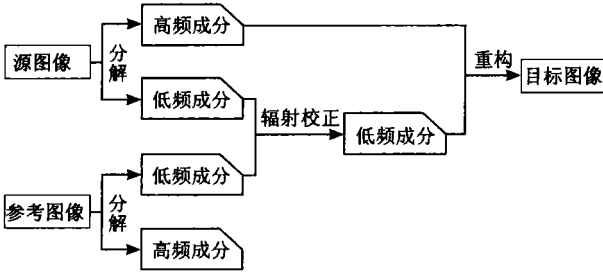 高频成分
源图像
分解
低频成分
重构
目标图像
辐射校正
低频成分
低频成分
参考图像
分解
高频成分